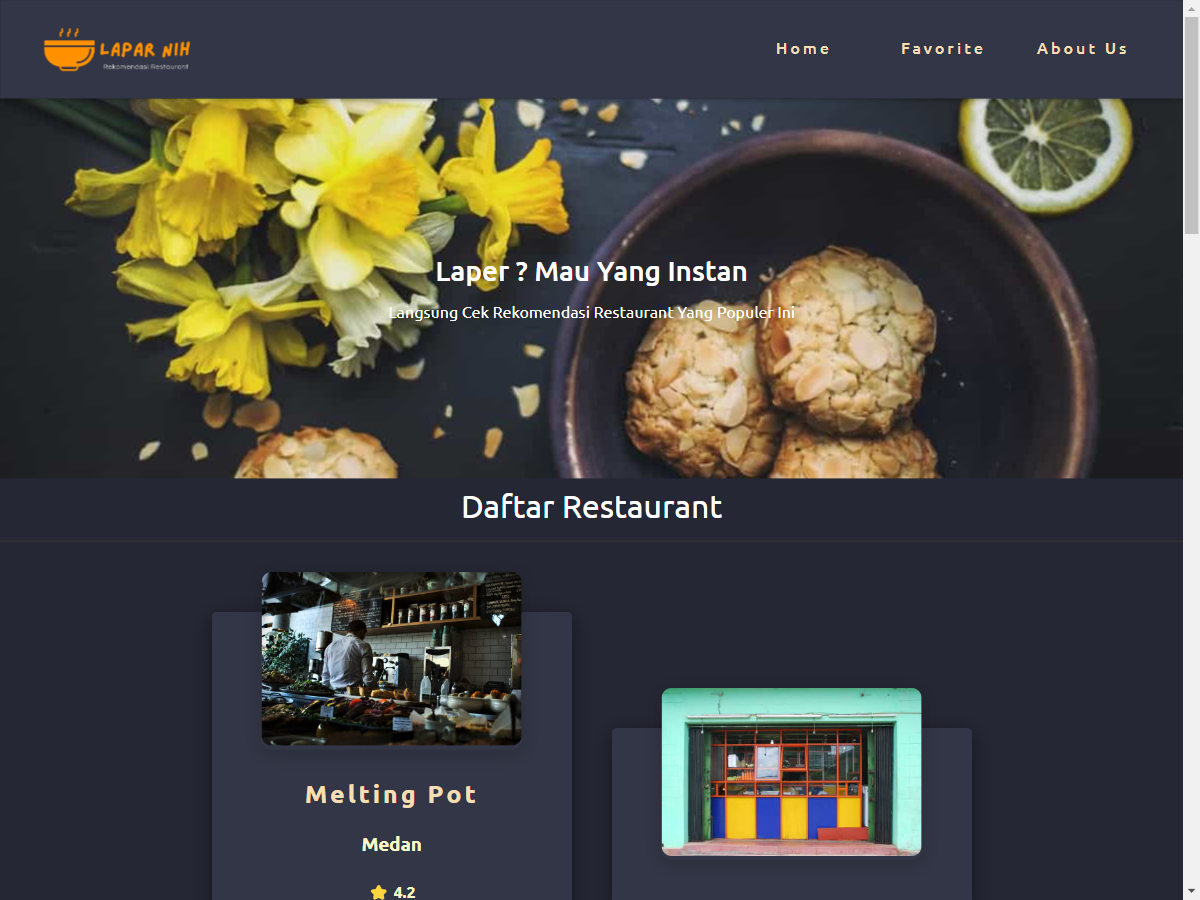 LAPAR NIH
Rekomendasi Restaurant
Home
Favorite
About Us
Laper ? Mau Yang Instan
Langsung Cek Rekomendasi Restaurant Yang Populer Ini
Daftar Restaurant
Melting Pot
Medan
4.2